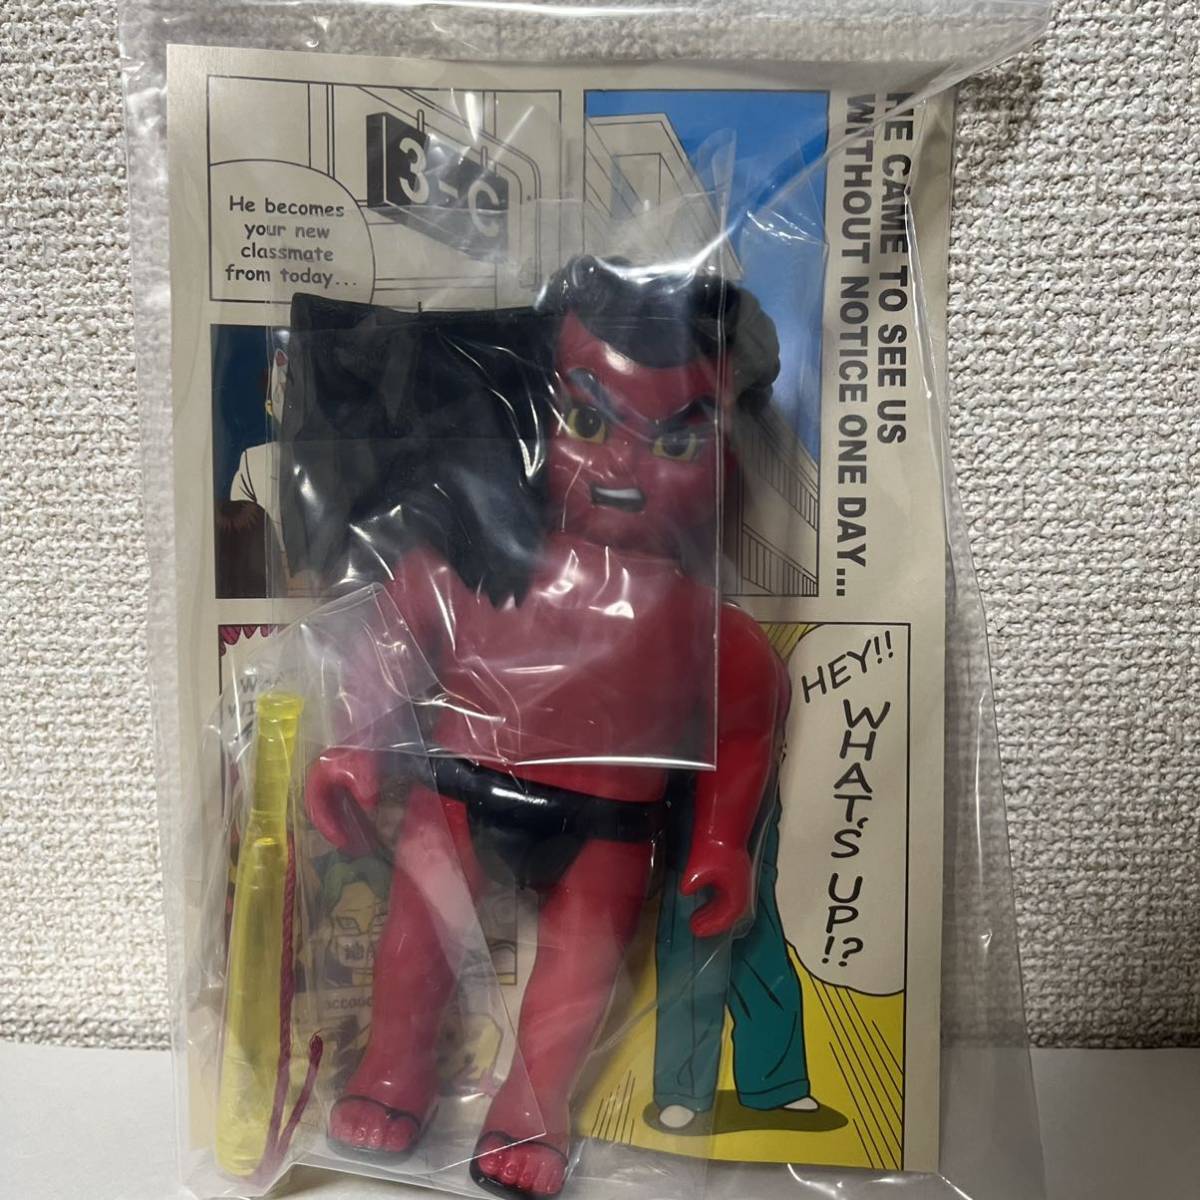 HE CAME TO SEE US
WITHOUT NOTICE ONE DAY...
3-C
He becomes
your new
classmate
from today...
HEY!!
WHAT'S
UP!?